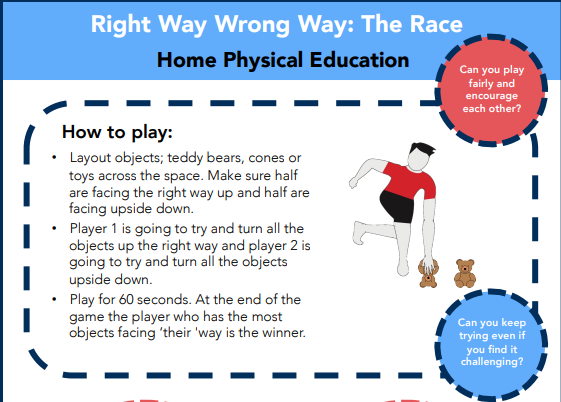 Right Way Wrong Way: The Race
Home Physical Education
Can you play
fairly and
encourage
each other?
How to play:
• Layout objects; teddy bears, cones or
toys across the space. Make sure half
are facing the right way up and half are
facing upside down.
• Player 1 is going to try and turn all the
objects up the right way and player 2 is
going to try and turn all the objects
upside down.
• Play for 60 seconds. At the end of the
game the player who has the most
objects facing ‘their 'way is the winner.
Can you keep
trying even if
you find it
challenging?